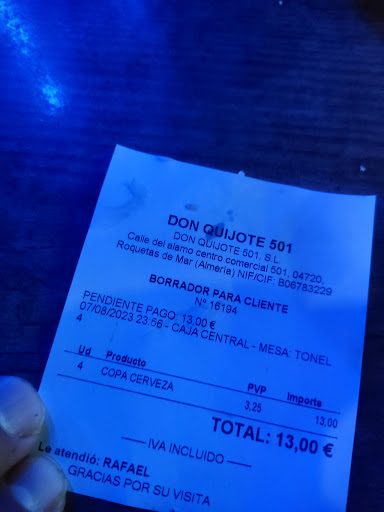 DON QUIJOTE 501
DON QUIJOTE 501, S.L
Calle del alamo centro comercial 501, 04720,
Roquetas de Mar (Almería) NIF/CIF: B06783229
BORRADOR PARA CLIENTE
Nº 16194
PENDIENTE PAGO: 13,00 €
07/08/2023 23:56 - CAJA CENTRAL - MESA: TONEL
4
Ud Producto PVP Importe
4 COPA CERVEZA 3,25 13,00
TOTAL: 13,00 €
IVA INCLUIDO
Le atendió: RAFAEL
GRACIAS POR SU VISITA